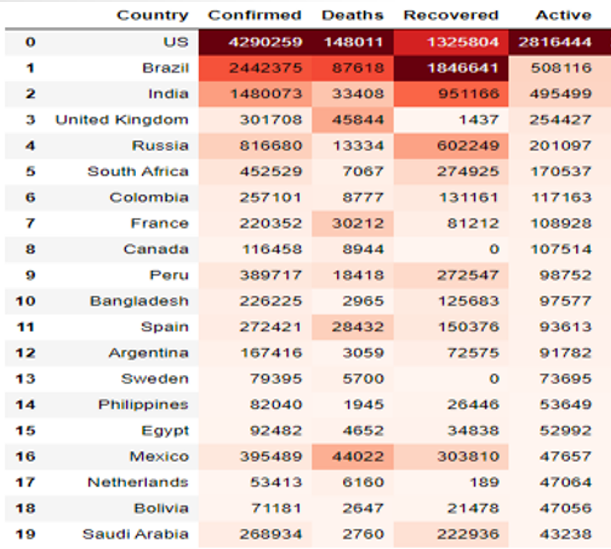 Country Confirmed Deaths Recovered Active
0 US 4290259 148011 1325804 2816444
1 Brazil 2442375 87618 1846641 508116
2 India 1480073 33408 951166 495499
3 United Kingdom 301708 45844 1437 254427
4 Russia 816680 13334 602249 201097
5 South Africa 452529 7067 274925 170537
6 Colombia 257101 8777 131161 117163
7 France 220352 30212 81212 108928
8 Canada 116458 8944 0 107514
9 Peru 389717 18418 272547 98752
10 Bangladesh 226225 2965 125683 97577
11 Spain 272421 28432 150376 93613
12 Argentina 167416 3059 72575 91782
13 Sweden 79395 5700 0 73695
14 Philippines 82040 1945 26446 53649
15 Egypt 92482 4652 34838 52992
16 Mexico 395489 44022 303810 47657
17 Netherlands 53413 6160 189 47064
18 Bolivia 71181 2647 21478 47056
19 Saudi Arabia 268934 2760 222936 43238